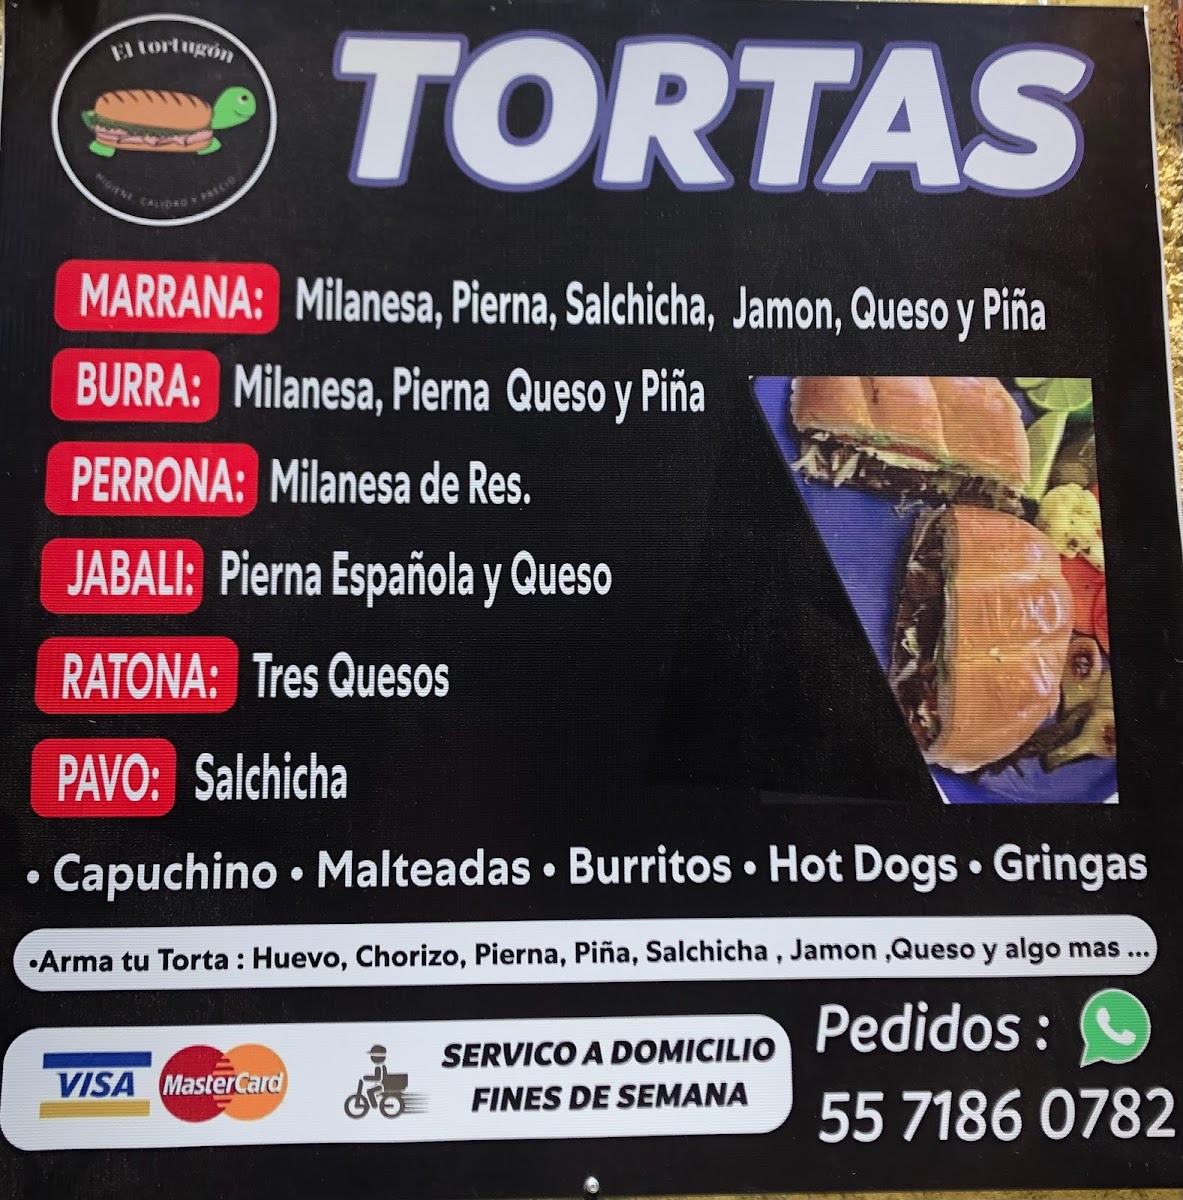 El tortugón
HIGIENE, CALIDAD Y PRECIO
TORTAS
MARRANA: Milanesa, Pierna, Salchicha, Jamon, Queso y Piña
BURRA: Milanesa, Pierna Queso y Piña
PERRONA: Milanesa de Res.
JABALI: Pierna Española y Queso
RATONA: Tres Quesos
PAVO: Salchicha
• Capuchino • Malteadas • Burritos • Hot Dogs • Gringas
•Arma tu Torta : Huevo, Chorizo, Pierna, Piña, Salchicha , Jamon ,Queso y algo mas ...
VISA MasterCard
SERVICO A DOMICILIO
FINES DE SEMANA
Pedidos :
55 7186 0782